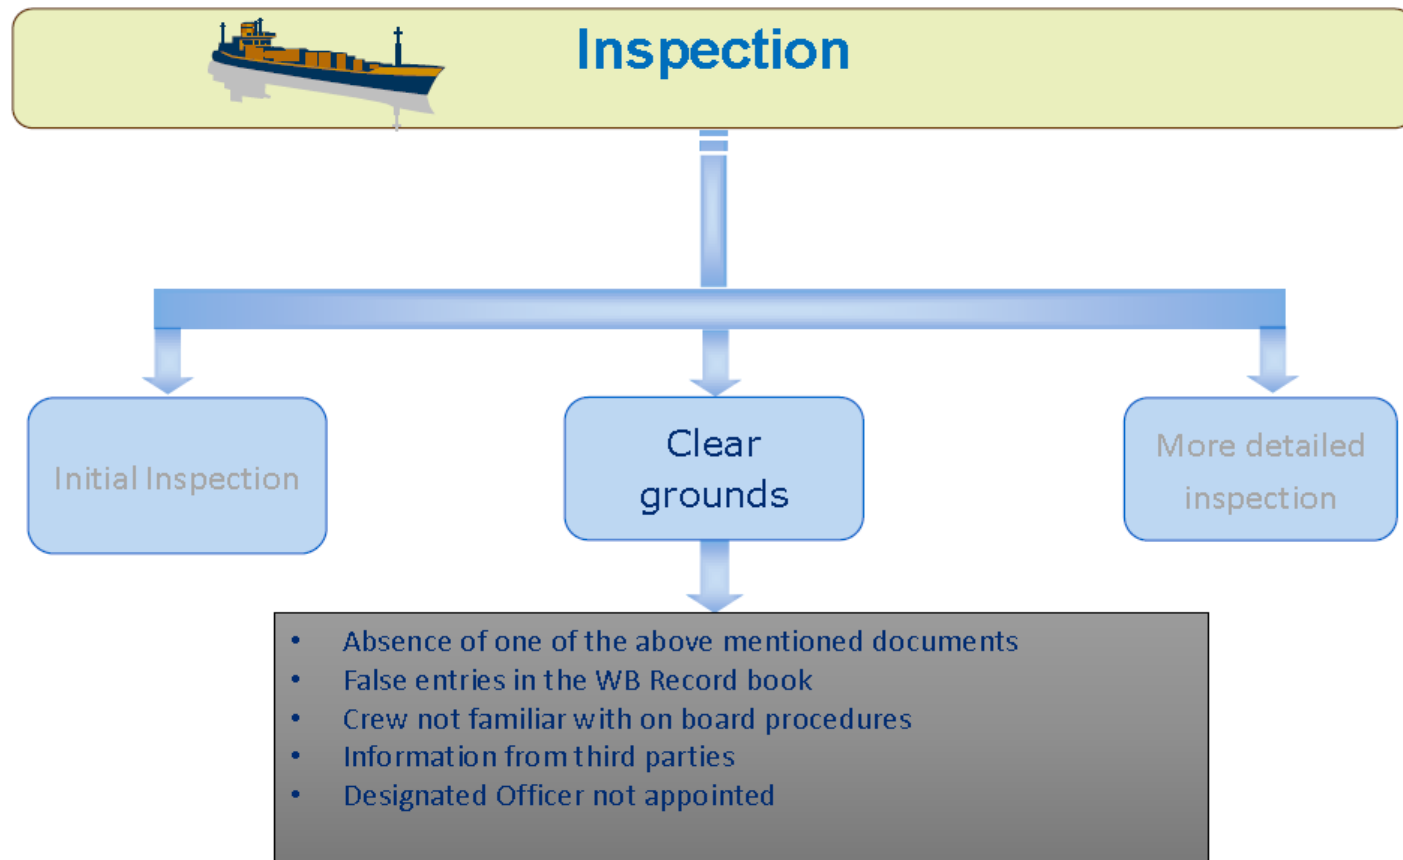 Inspection
Initial Inspection
Clear
grounds
More detailed
inspection
• Absence of one of the above mentioned documents
• False entries in the WB Record book
• Crew not familiar with on board procedures
• Information from third parties
• Designated Officer not appointed